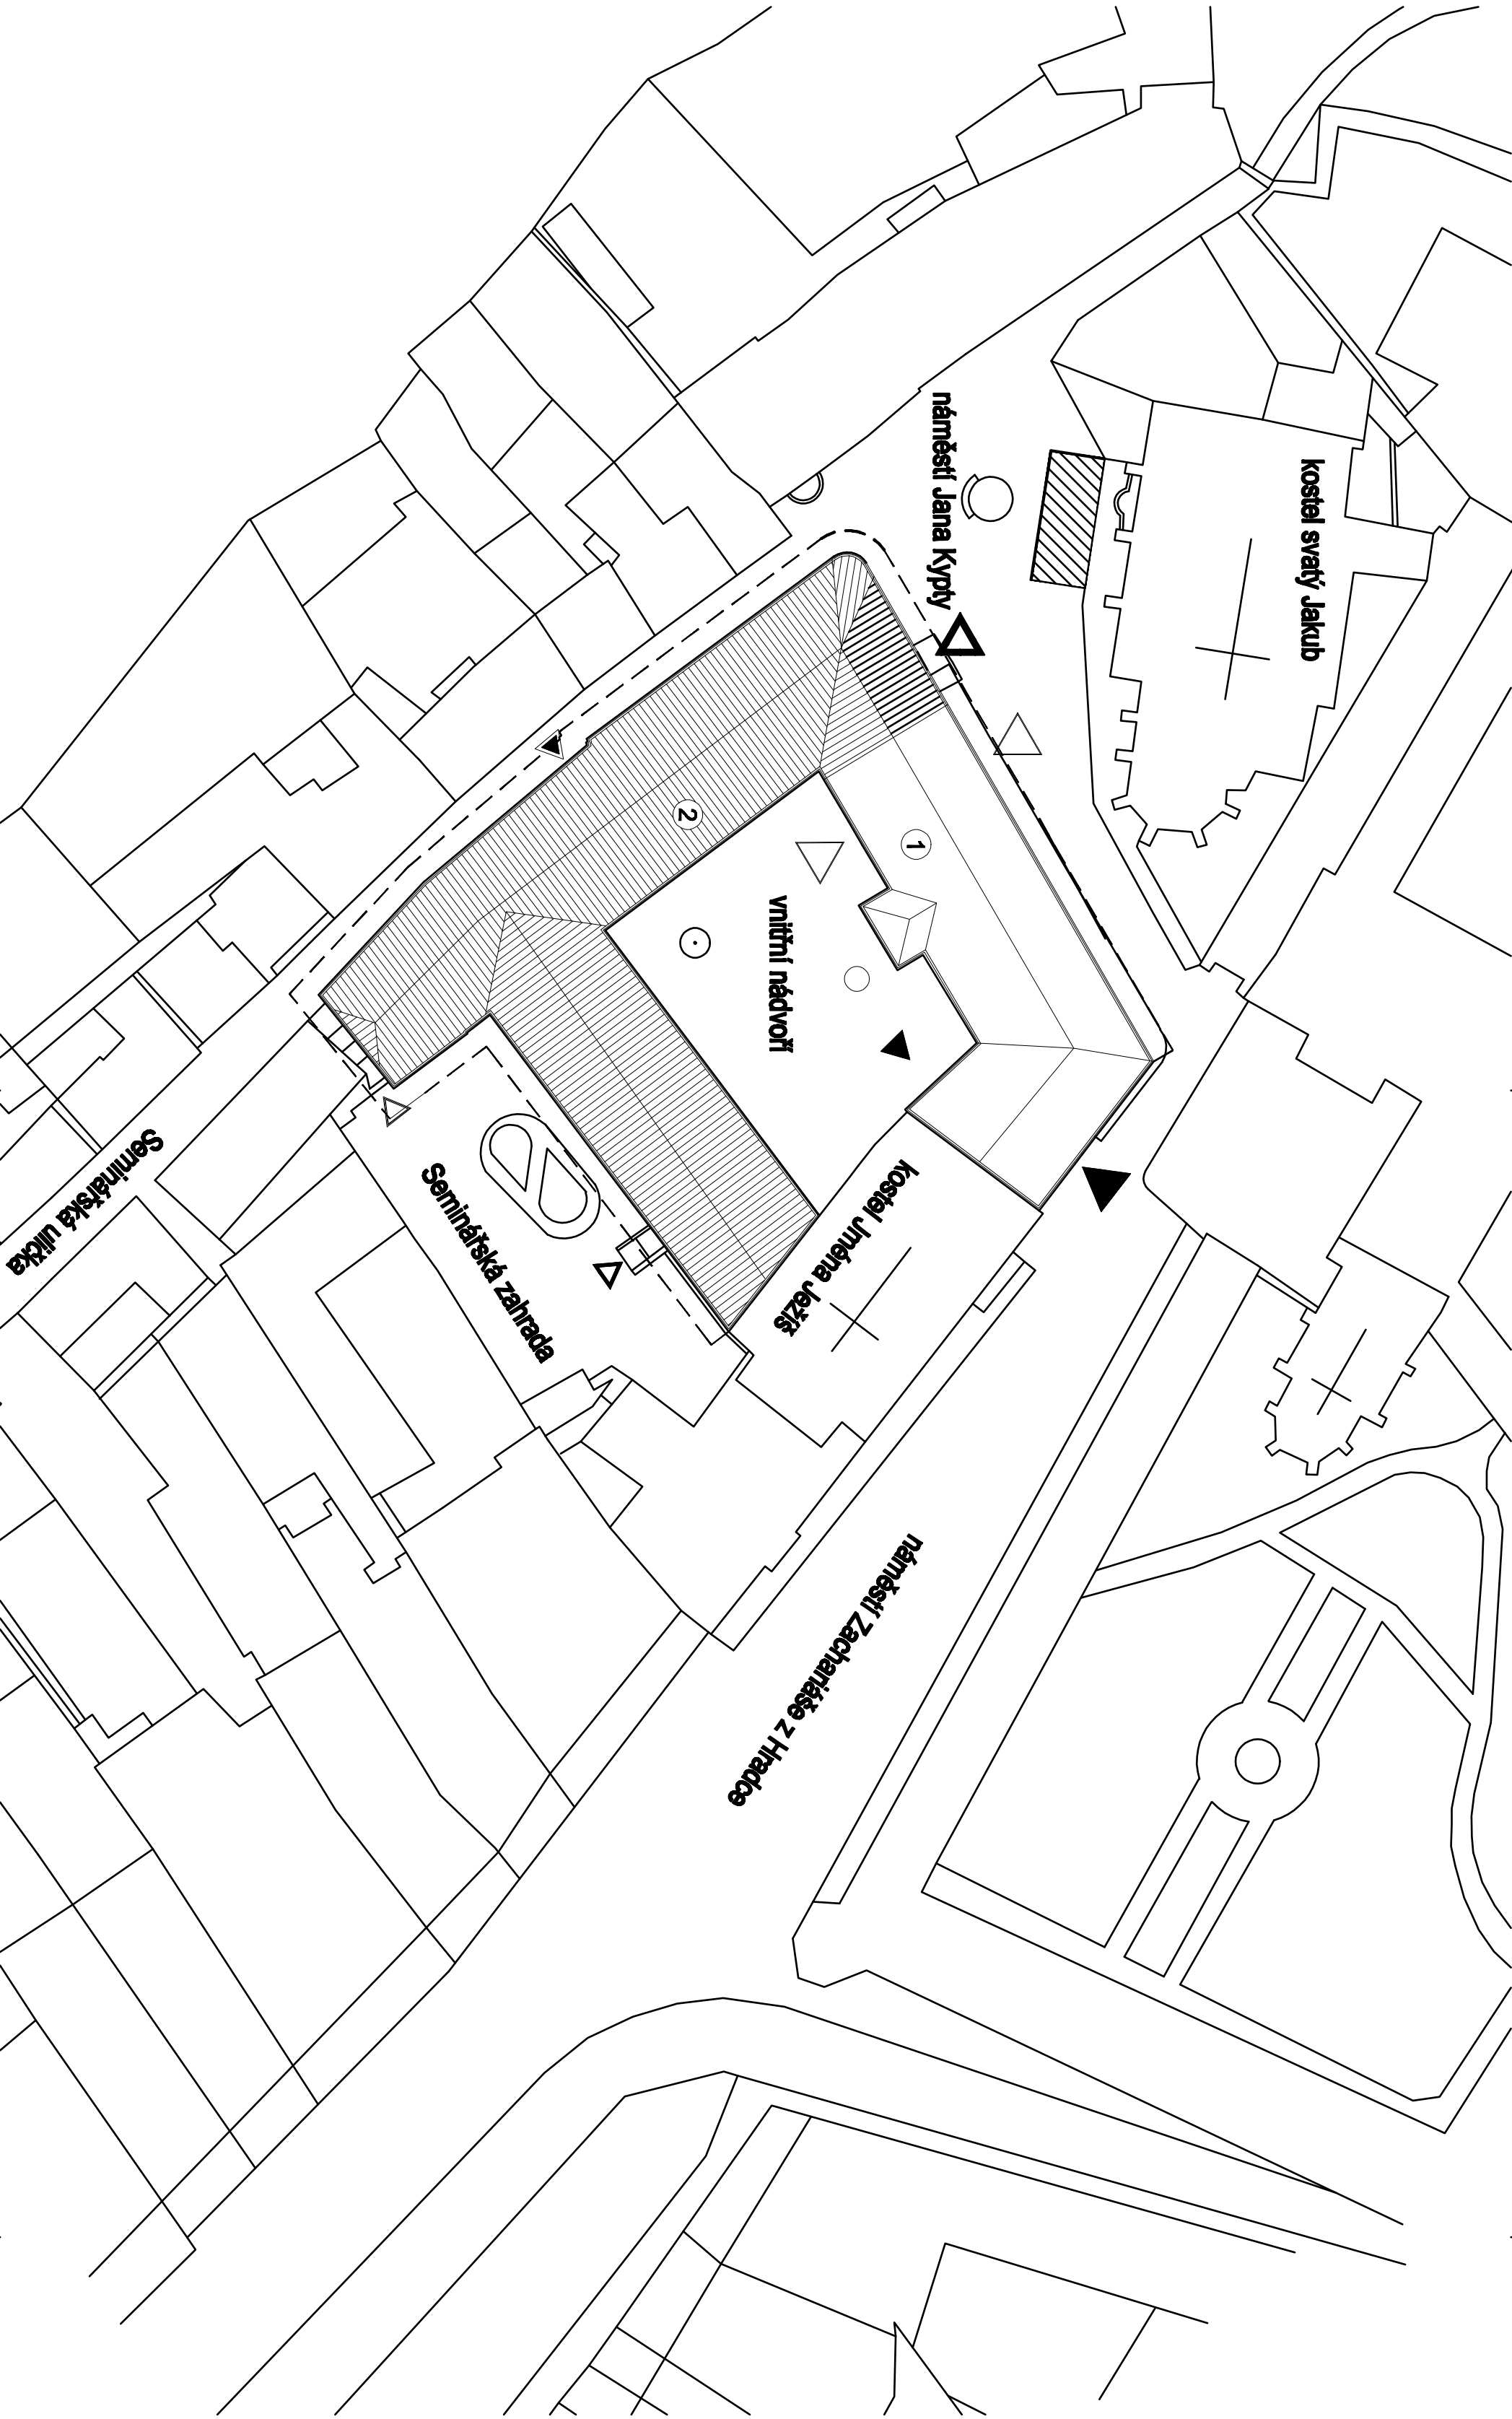 kostel svatý Jakub
náměstí Jana Kypty
1
2
vnitřní nádvoří
kostel Jména Ježíš
Seminářská zahrada
Seminářská ulička
náměstí Zachariáše z Hradce